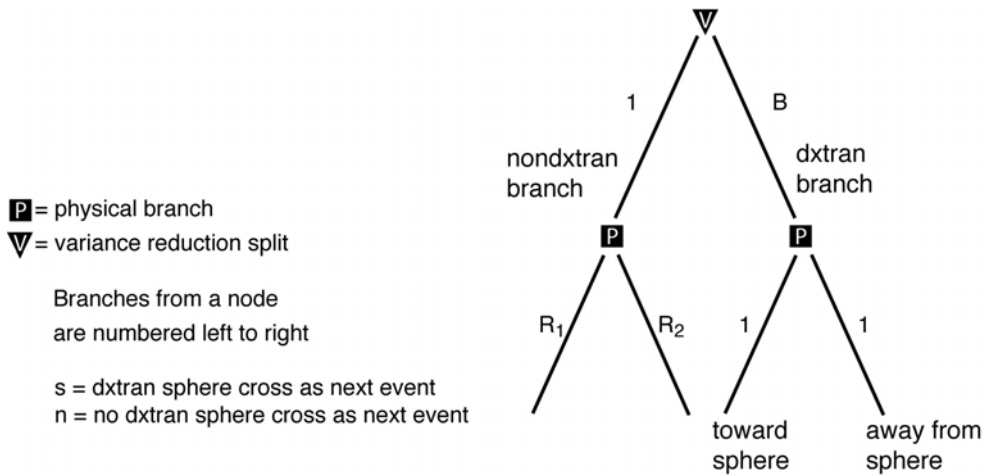 V
1
B
nondxtran
branch
dxtran
branch
P = physical branch
V = variance reduction split
P
P
Branches from a node
are numbered left to right
R1
R2
1
1
s = dxtran sphere cross as next event
n = no dxtran sphere cross as next event
toward
sphere
away from
sphere